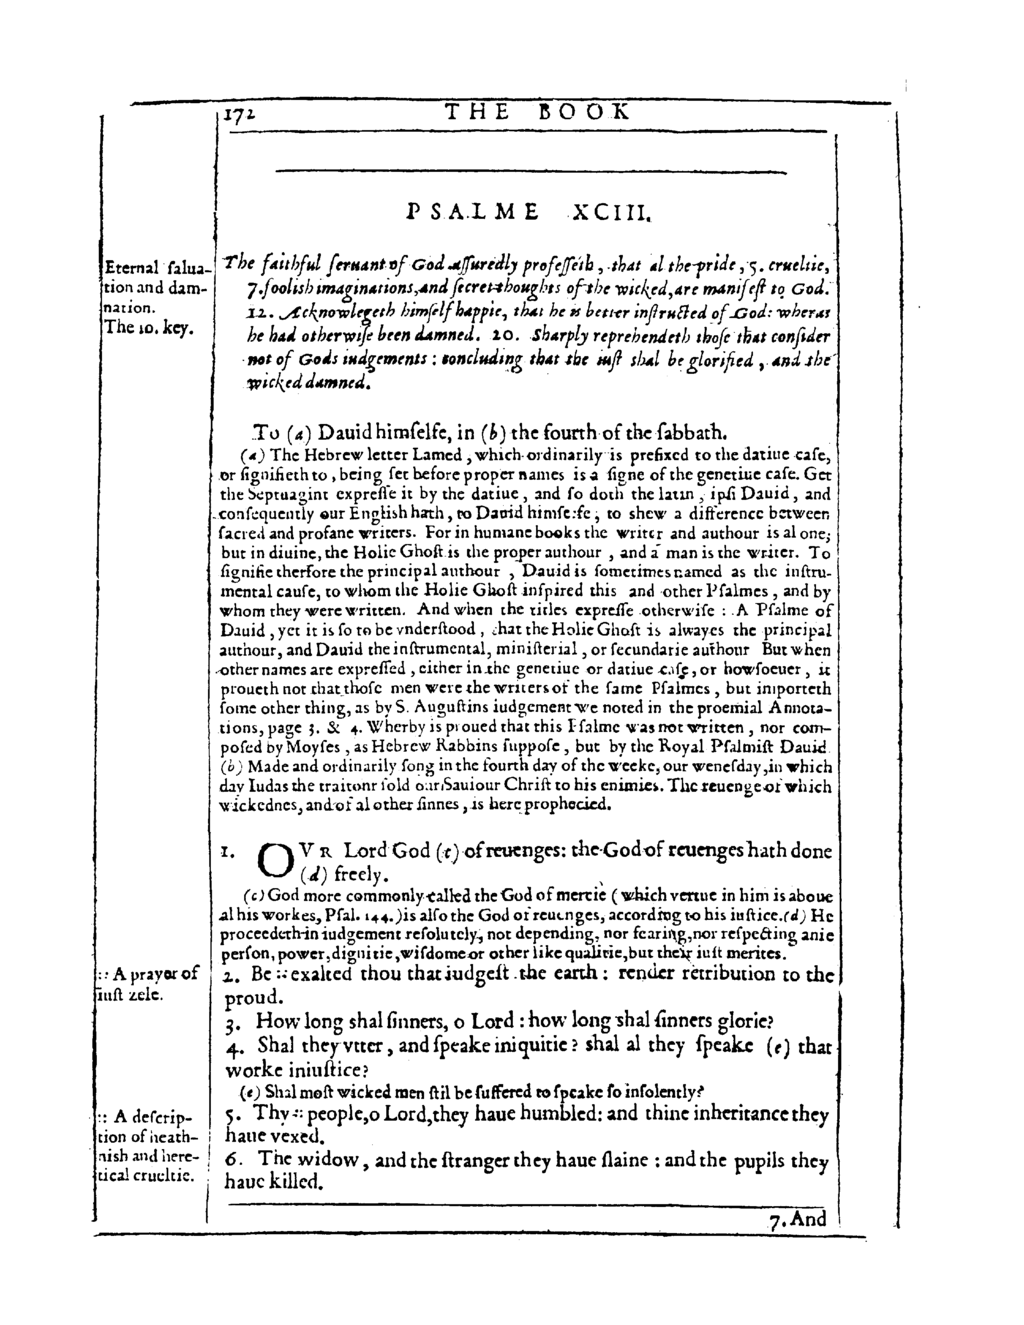 172 THE BOOK
PSALME XCIII.
Eternal ſalua-
tion and dam-
nation.
The 10. key.
The faithful ſeruant of God aſſuredly profeſſeth, that al the pride, 5. crueltie,
7. fooliſh imaginations, and ſecret thoughts of the wicked, are manifeſt to God.
12. Acknowlegeth himſelf happie, that he is better inſtructed of God: wheras
he had otherwiſe been damned. 20. Sharply reprehendeth thoſe that conſider
not of Gods iudgements: concluding that the iuſt shal be glorified, and the
wicked damned.
To (a) Dauid himſelfe, in (b) the fourth of the ſabbath.
(a) The Hebrew letter Lamed, which ordinarily is prefixed to the datiue caſe,
or ſignifieth to, being ſet before proper names is a ſigne of the genetiue caſe. Get
the Septuagint expreſſe it by the datiue, and ſo doth the latin, ipſi Dauid, and
conſequently our English hath, to Dauid himſelfe, to shew a difference between
ſacred and profane writers. For in humane books the writer and authour is al one,
but in diuine, the Holie Ghoſt is the proper authour, and a man is the writer. To
ſignifie therfore the principal authour, Dauid is ſometimes named as the inſtru-
mental cauſe, to whom the Holie Ghoſt inſpired this and other Pſalmes, and by
whom they were written. And when the titles expreſſe otherwiſe: A Pſalme of
Dauid, yet it is ſo to be vnderſtood, that the Holie Ghoſt is alwayes the principal
authour, and Dauid the inſtrumental, miniſterial, or ſecundarie authour But when
other names are expreſſed, either in the genetiue or datiue caſe, or howſoeuer, it
proueth not that thoſe men were the writers of the ſame Pſalmes, but importeth
ſome other thing, as by S. Auguſtins iudgement we noted in the proemial Annota-
tions, page 3. & 4. Wherby is proued that this Pſalme was not written, nor com-
poſed by Moyſes, as Hebrew Rabbins ſuppoſe, but by the Royal Pſalmiſt Dauid
(b) Made and ordinarily ſong in the fourth day of the weeke, our wenſday, in which
day Iudas the traitour ſold our Sauiour Chriſt to his enimies. The reuenge of which
wickednes, and of al other ſinnes, is here prophecied.
1. OVR Lord God (c) of reuenges: the God of reuenges hath done
(d) freely.
(c) God more commonly called the God of mercie (which vertue in him is aboue
al his workes, Pſal. 144.) is alſo the God of reuenges, according to his iuſtice. (d) He
proceedeth in iudgement reſolutely, not depending, nor fearing, nor reſpecting anie
perſon, power, dignitie, wiſdome or other like qualitie, but their iuſt merites.
:: A prayer of
iuſt zele.
2. Be :: exalted thou that iudgeſt the earth: render retribution to the
proud.
3. How long shal ſinners, o Lord: how long shal ſinners glorie?
4. Shal they vtter, and ſpeake iniquitie? shal al they ſpeake (e) that
worke iniuſtice?
(e) Shal moſt wicked men ſtil be ſuffered to ſpeake ſo inſolently?
:: A deſcrip-
tion of heath-
nish and here-
tical crueltie.
5. Thy :: people, o Lord, they haue humbled: and thine inheritance they
haue vexed.
6. The widow, and the ſtranger they haue ſlaine: and the pupils they
haue killed.
7. And